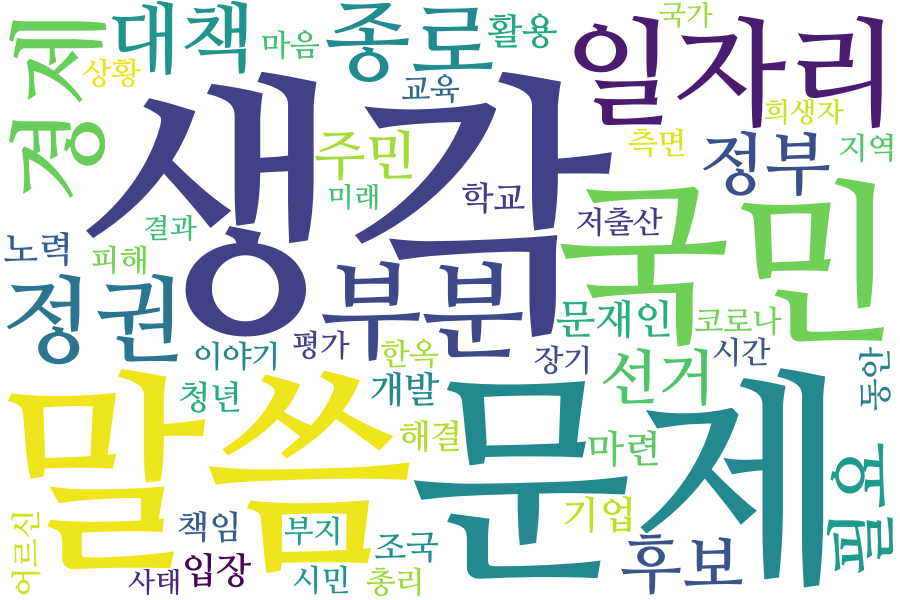 국가
대책
종로
활용
일자리
마음
경제
상황
교육
희생자
생각
주민
측면
정부
지역
미래
학교
국민
저출산
결과
노력
피해
정권
부분
문재인
코로나
이야기
평가
한옥
장기
선거
시간
동안
말씀
청년
개발
문제
해결
마련
필요
기업
어르신
책임
부지
조국
후보
사태
입장
시민
총리